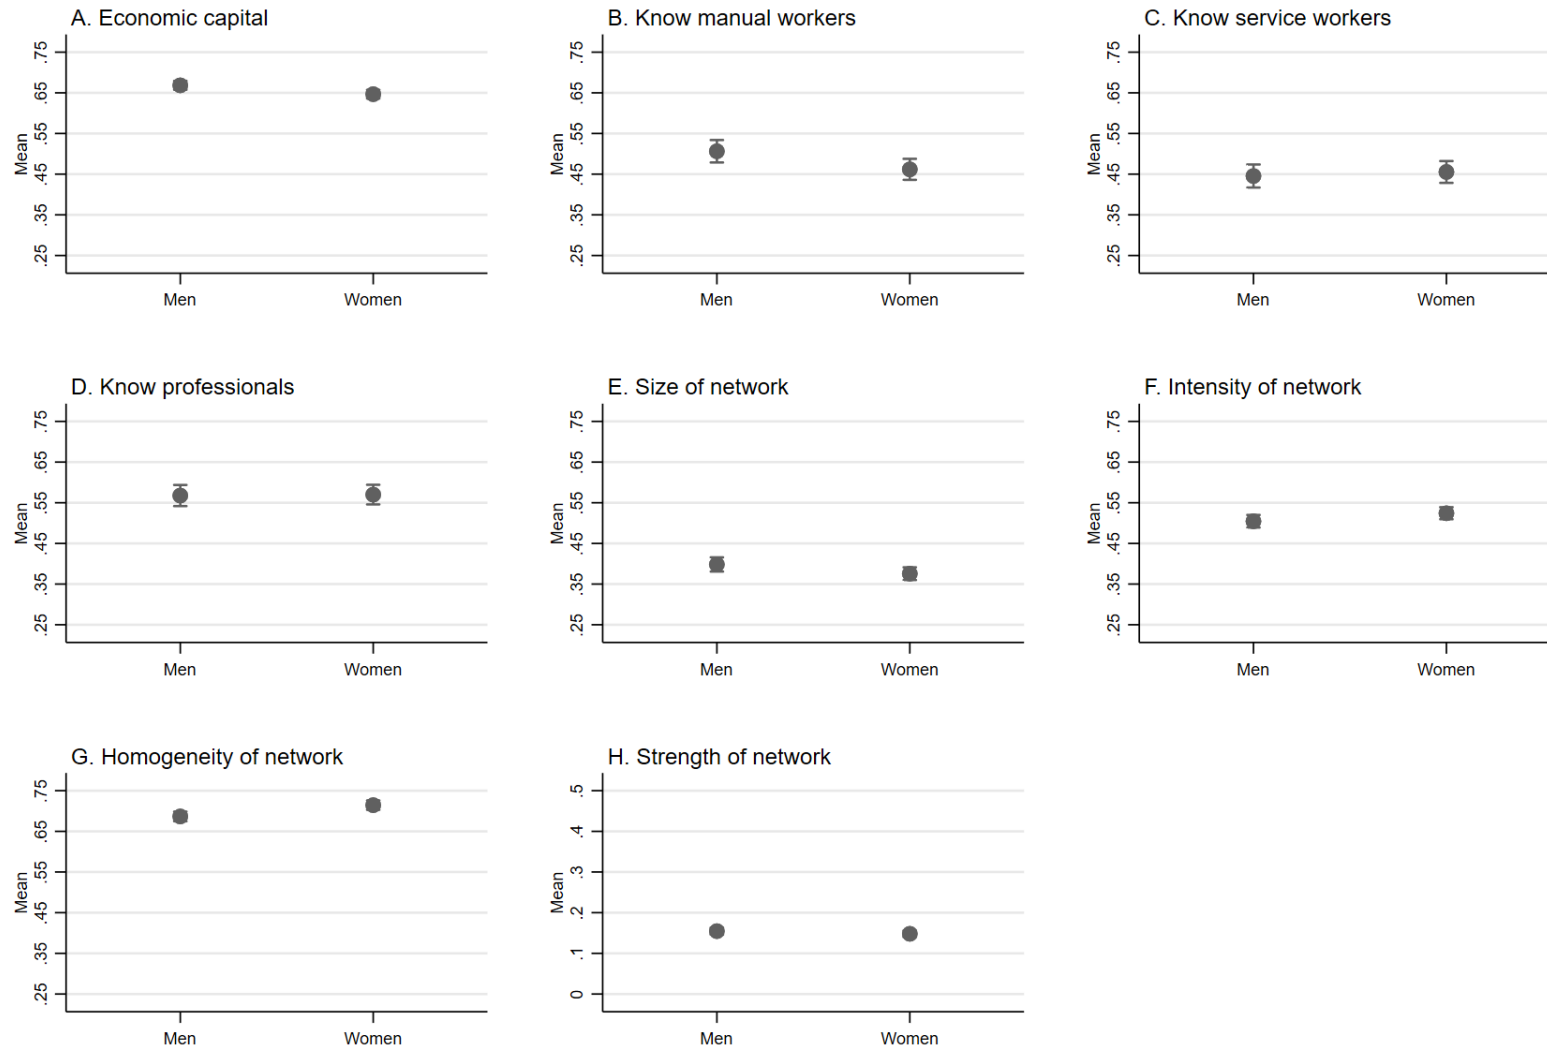 A. Economic capital
B. Know manual workers
C. Know service workers
Mean
.75
.65
.55
.45
.35
.25
Men
Women
Mean
.75
.65
.55
.45
.35
.25
Men
Women
Mean
.75
.65
.55
.45
.35
.25
Men
Women
D. Know professionals
E. Size of network
F. Intensity of network
Mean
.75
.65
.55
.45
.35
.25
Men
Women
Mean
.75
.65
.55
.45
.35
.25
Men
Women
Mean
.75
.65
.55
.45
.35
.25
Men
Women
G. Homogeneity of network
H. Strength of network
Mean
.75
.65
.55
.45
.35
.25
Men
Women
Mean
.5
.4
.3
.2
.1
0
Men
Women